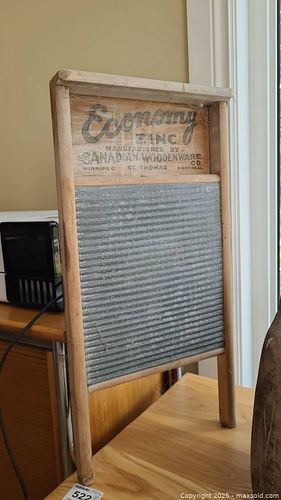 Economy
ZINC
MANUFACTURED BY
CANADIAN WOODENWARE
CO.
WINNIPEG ST. THOMAS MONTREAL
522
Copyright © 2025 - maxsold.com